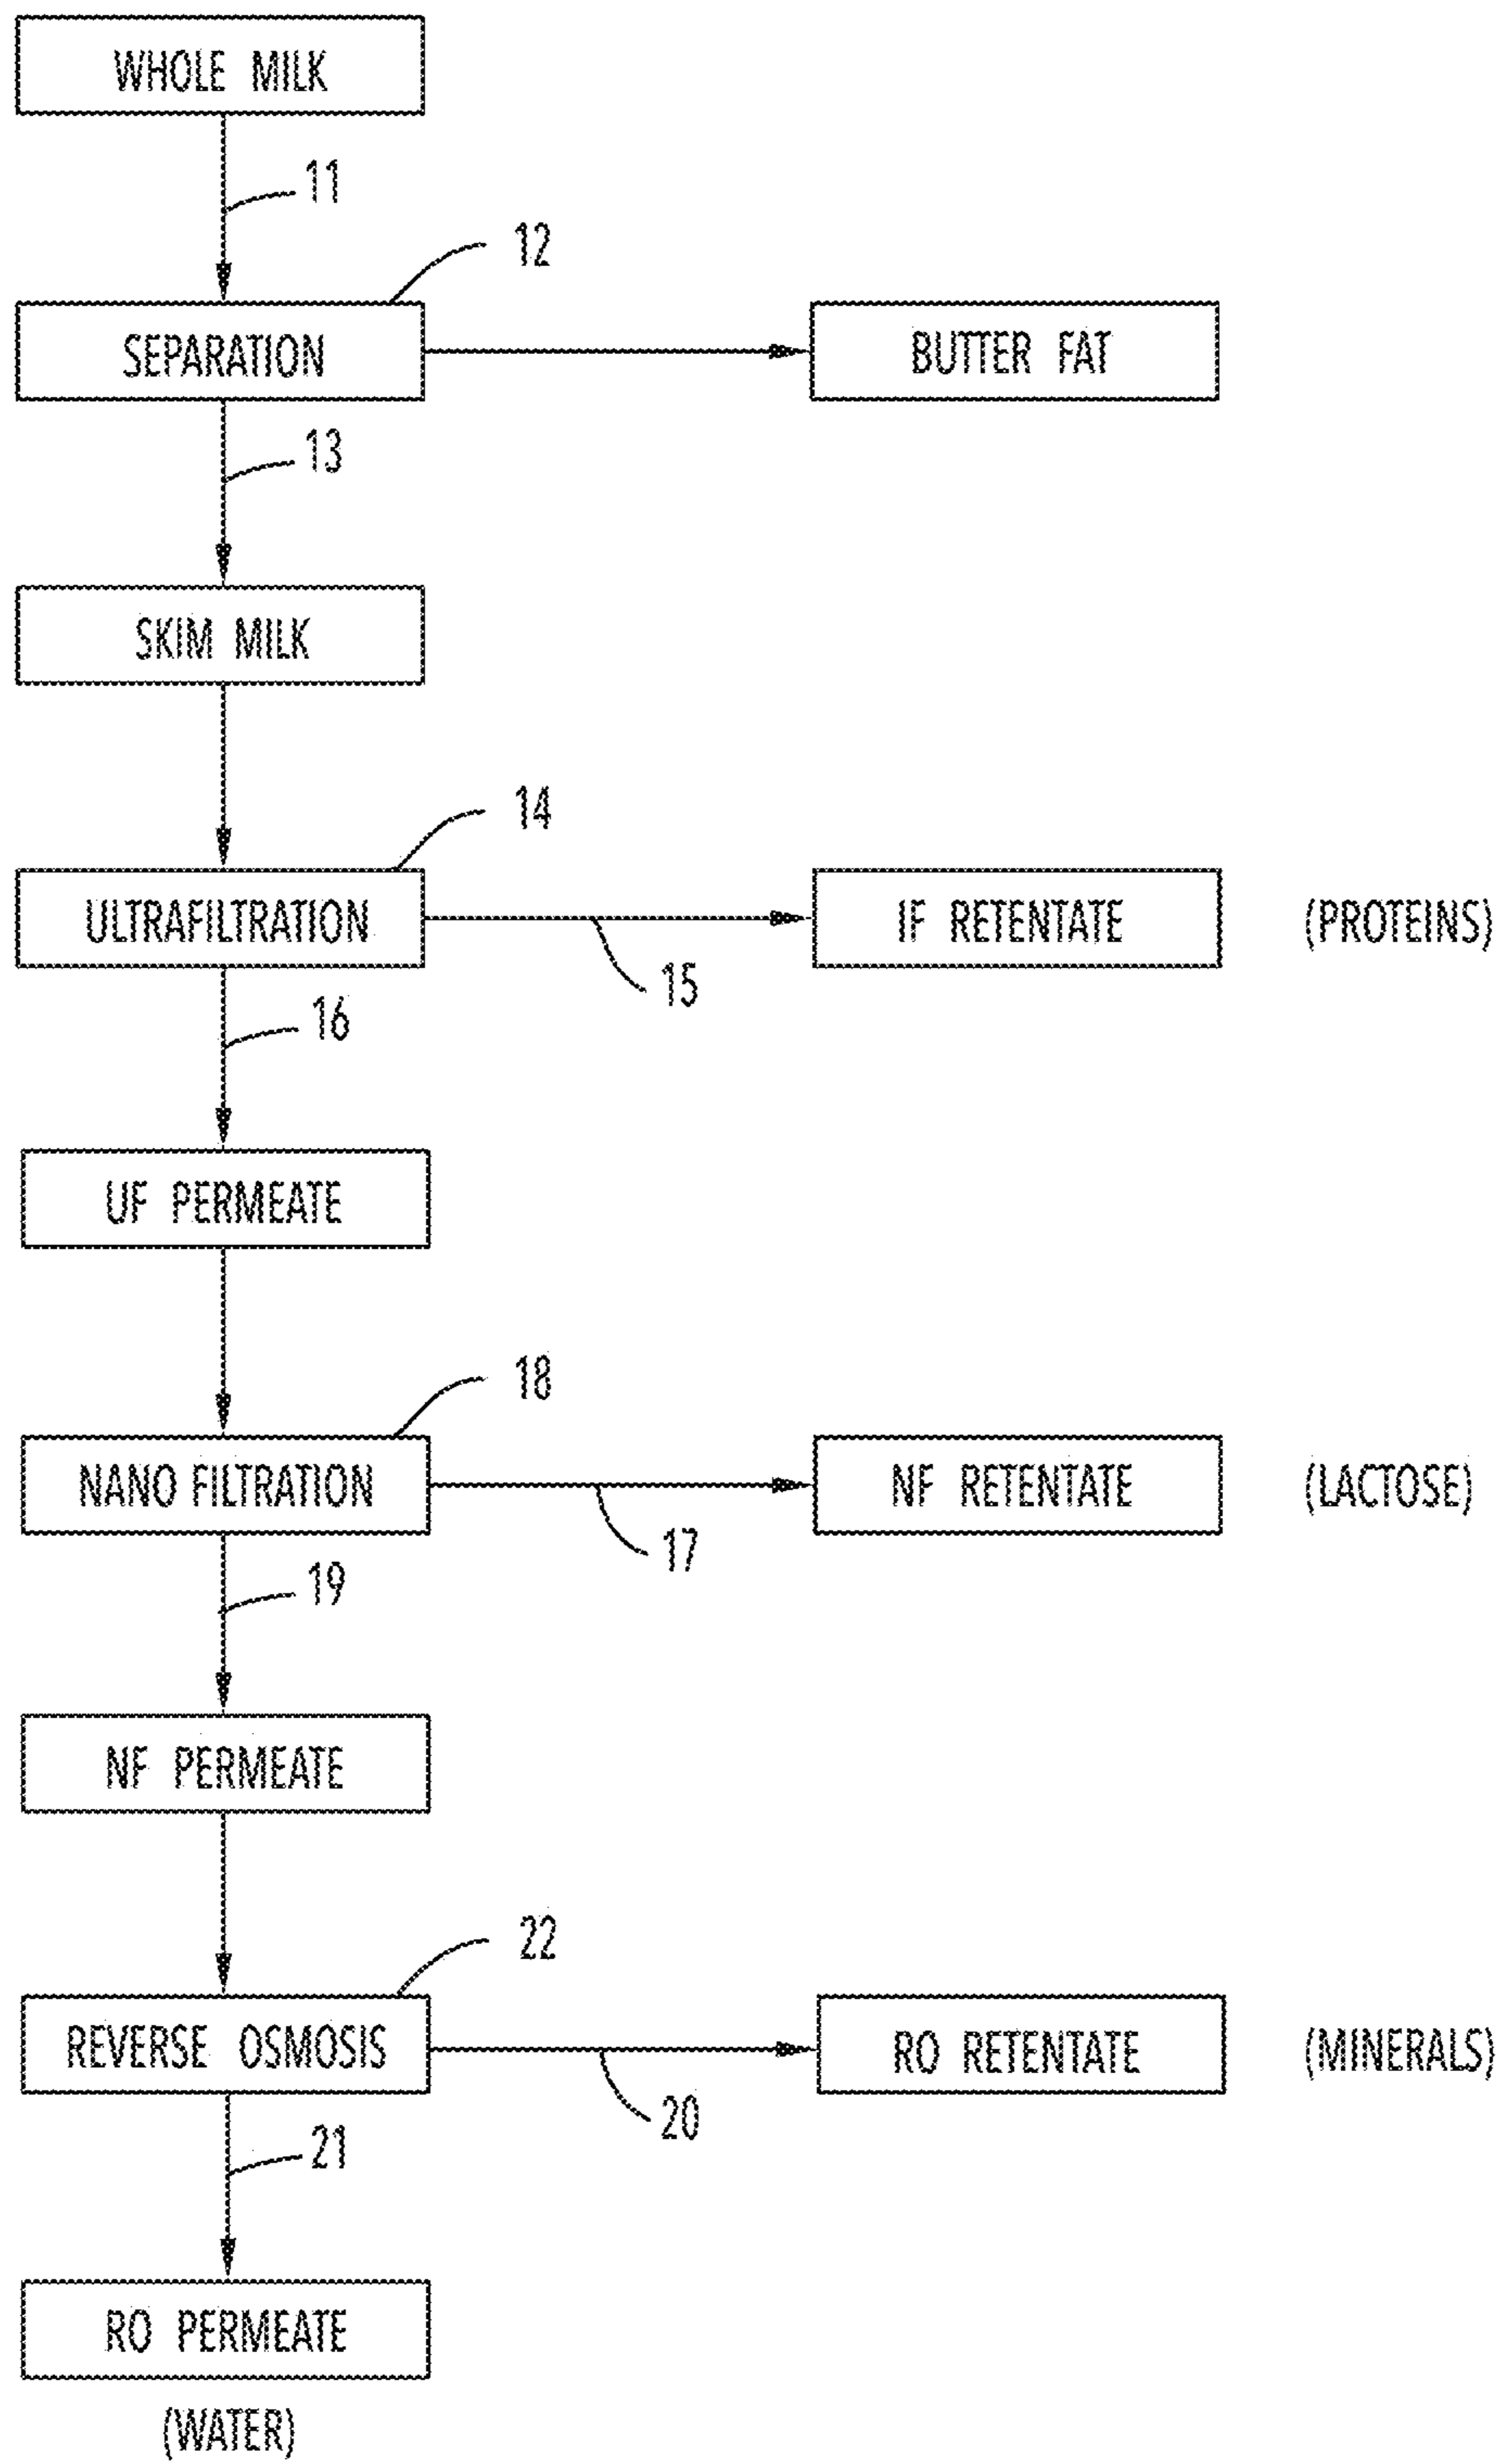 WHOLE MILK
11
12
SEPARATION
BUTTER FAT
13
SKIM MILK
14
ULTRAFILTRATION
IF RETENTATE
(PROTEINS)
15
16
UF PERMEATE
18
NANO FILTRATION
NF RETENTATE
(LACTOSE)
17
19
NF PERMEATE
22
REVERSE OSMOSIS
RO RETENTATE
(MINERALS)
20
21
RO PERMEATE
(WATER)